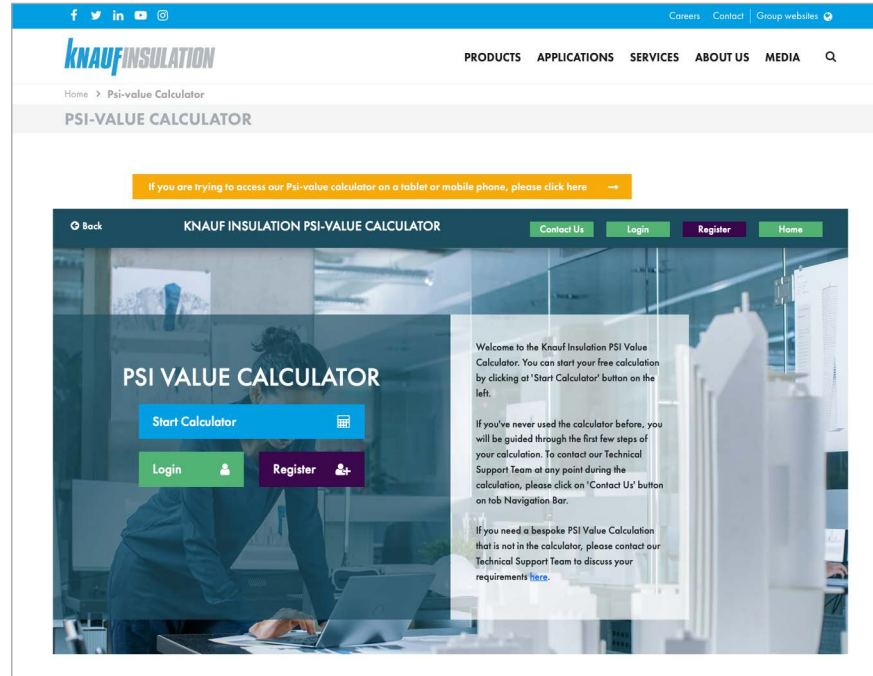 Careers Contact Group websites
KNAUFINSULATION
PRODUCTS APPLICATIONS SERVICES ABOUT US MEDIA
Home > Psi-value Calculator
PSI-VALUE CALCULATOR
If you are trying to access our Psi-value calculator on a tablet or mobile phone, please click here →
Back KNAUF INSULATION PSI-VALUE CALCULATOR Contact Us Login Register Home
PSI VALUE CALCULATOR
Start Calculator
Login Register
Welcome to the Knauf Insulation PSI Value
Calculator. You can start your free calculation
by clicking at 'Start Calculator' button on the
left.
If you've never used the calculator before, you
will be guided through the first few steps of
your calculation. To contact our Technical
Support Team at any point during the
calculation, please click on 'Contact Us' button
on tob Navigation Bar.
If you need a bespoke PSI Value Calculation
that is not in the calculator, please contact our
Technical Support Team to discuss your
requirements here.